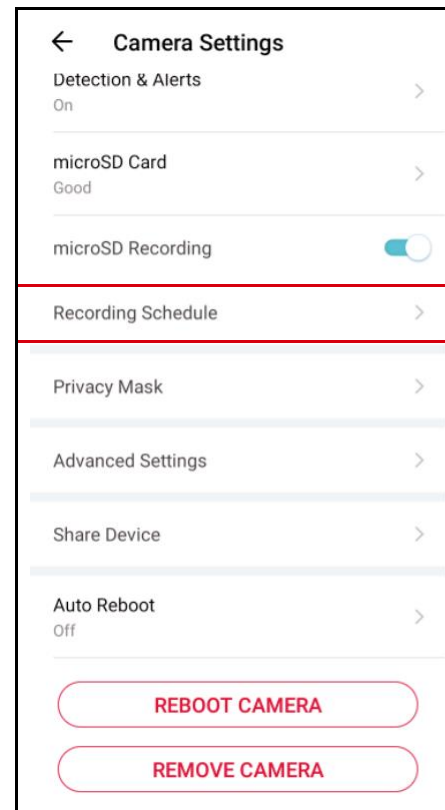 Camera Settings
Detection & Alerts
On
microSD Card
Good
microSD Recording
Recording Schedule
Privacy Mask
Advanced Settings
Share Device
Auto Reboot
Off
REBOOT CAMERA
REMOVE CAMERA